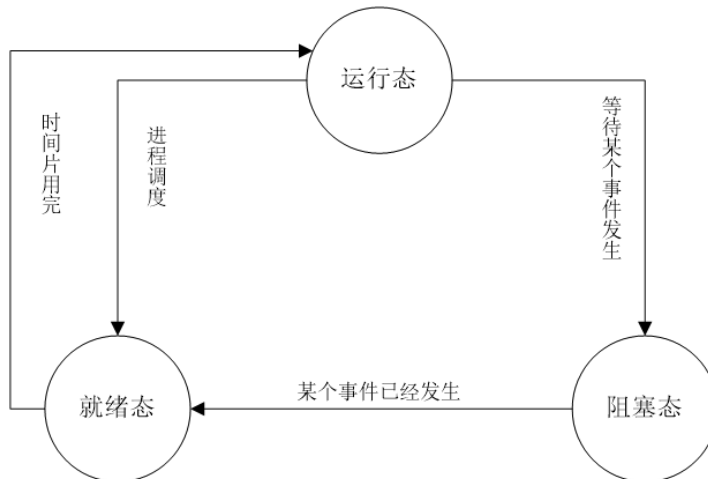 运行态
时间片用完
进程调度
等待某个事件发生
就绪态
某个事件已经发生
阻塞态